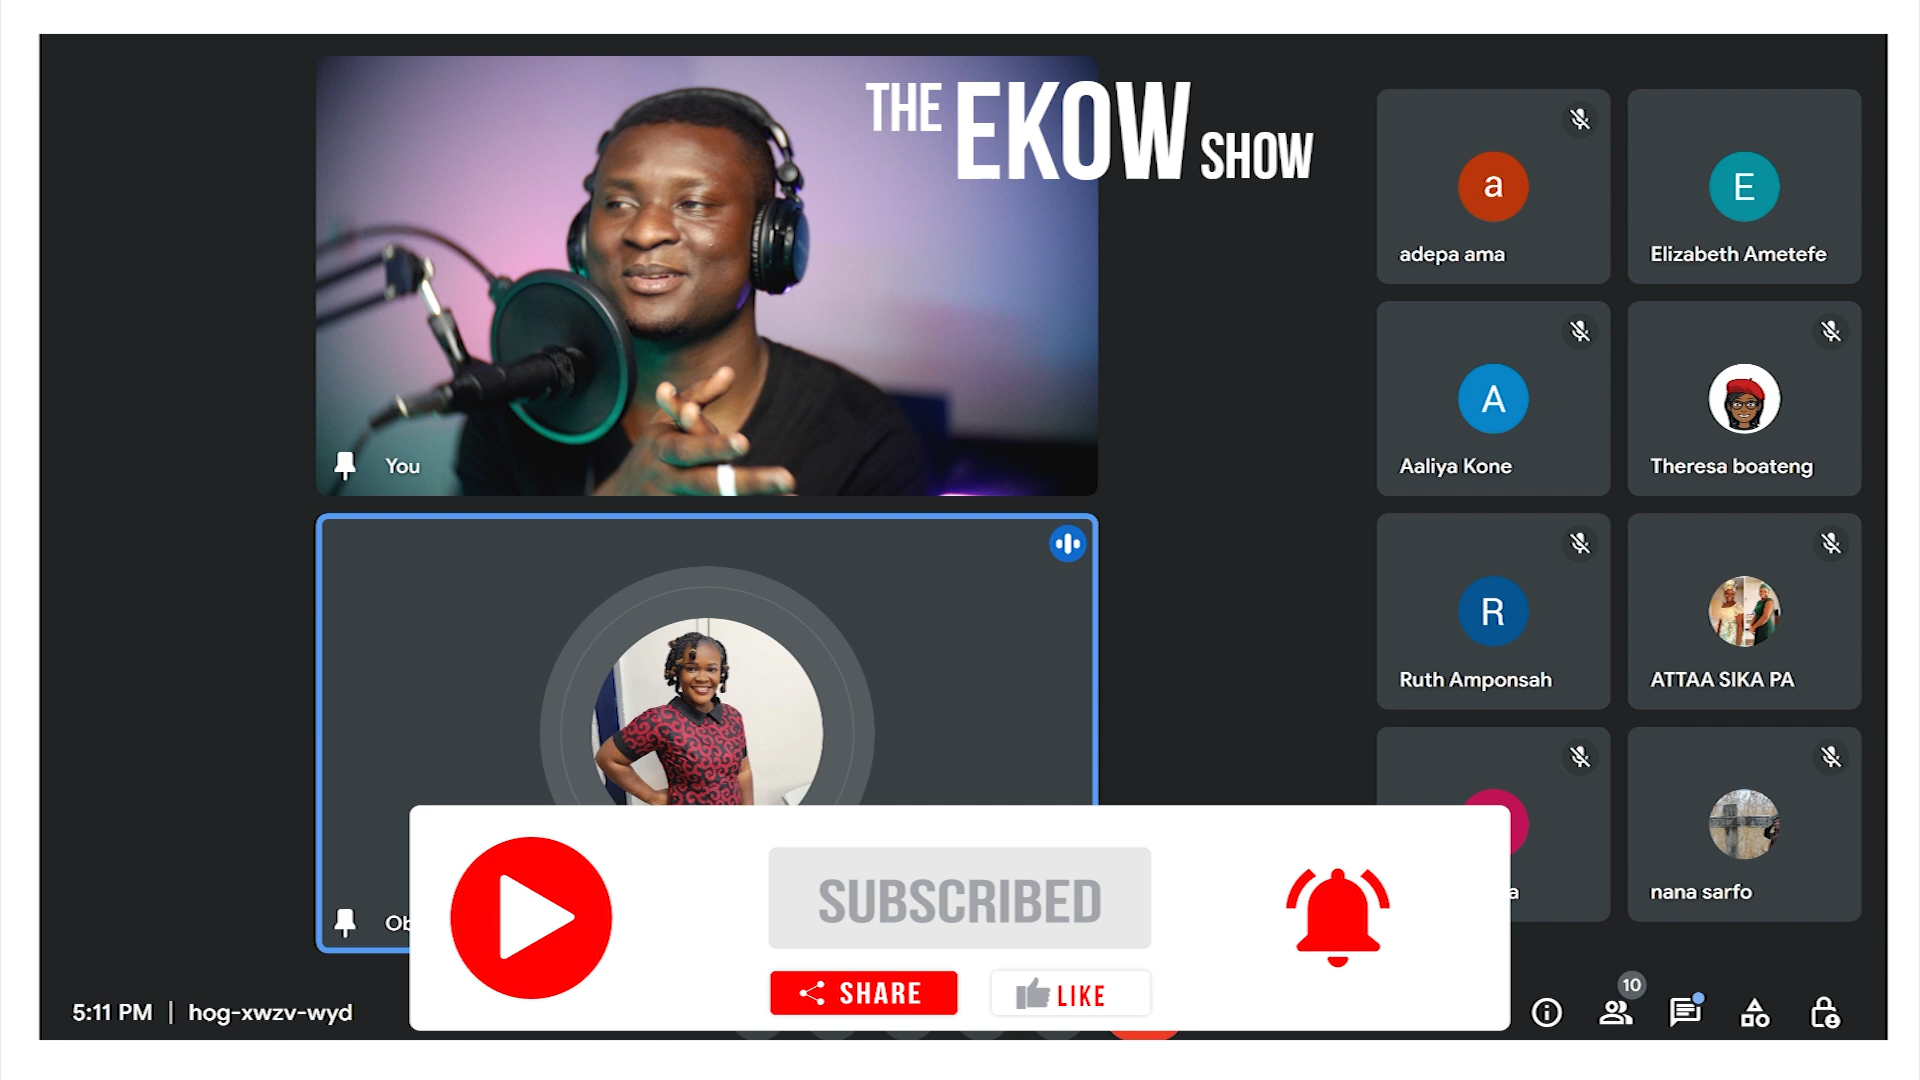 THE EKOW SHOW
You
a
adepa ama
E
Elizabeth Ametefe
A
Aaliya Kone
Theresa boateng
R
Ruth Amponsah
ATTAA SIKA PA
nana sarfo
SUBSCRIBED
SHARE
LIKE
5:11 PM | hog-xwzv-wyd
10